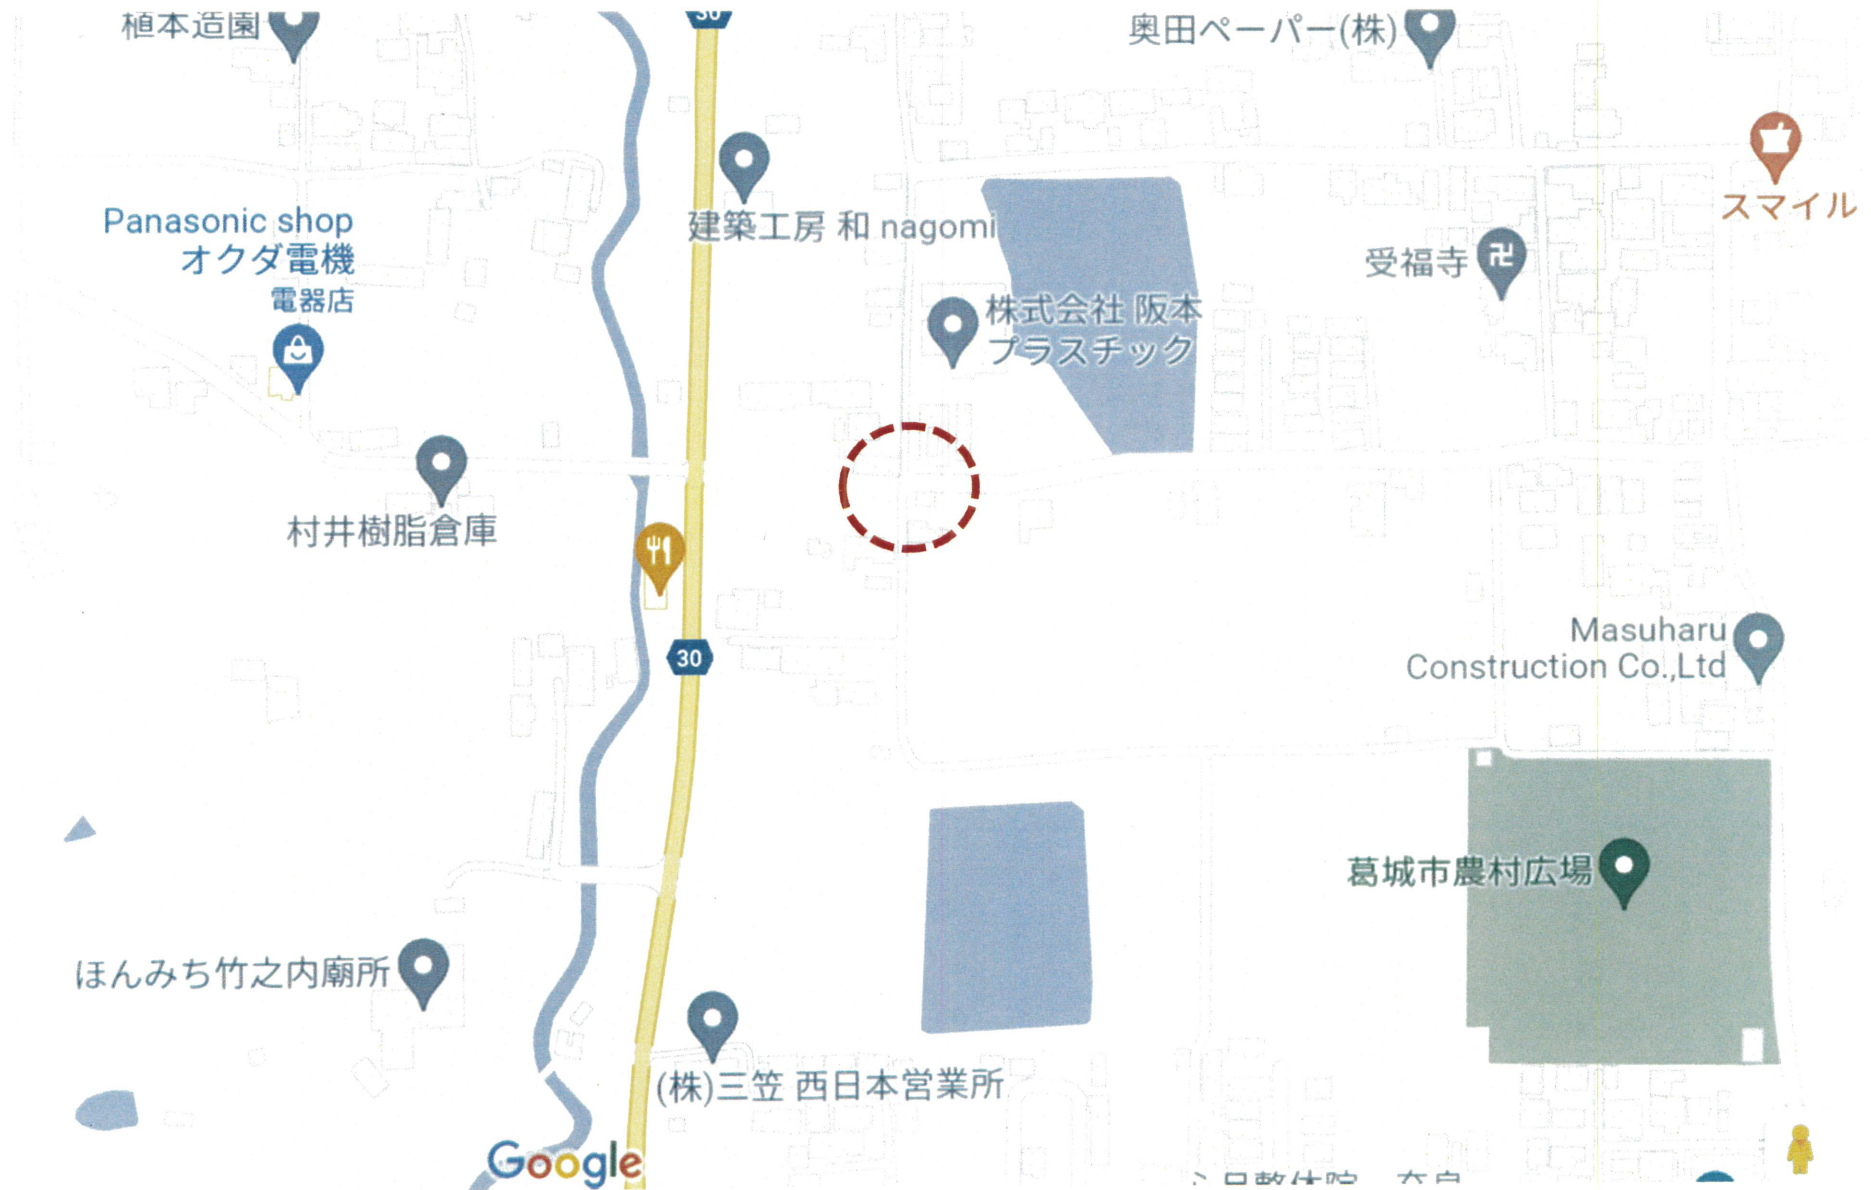 植本造園
30
奥田ペーパー(株)
スマイル
建築工房 和 nagomi
Panasonic shop
オクダ電機
電器店
受福寺
株式会社 阪本
プラスチック
村井樹脂倉庫
30
Masuharu
Construction Co.,Ltd
葛城市農村広場
ほんみち竹之内廟所
(株)三笠 西日本営業所
Google